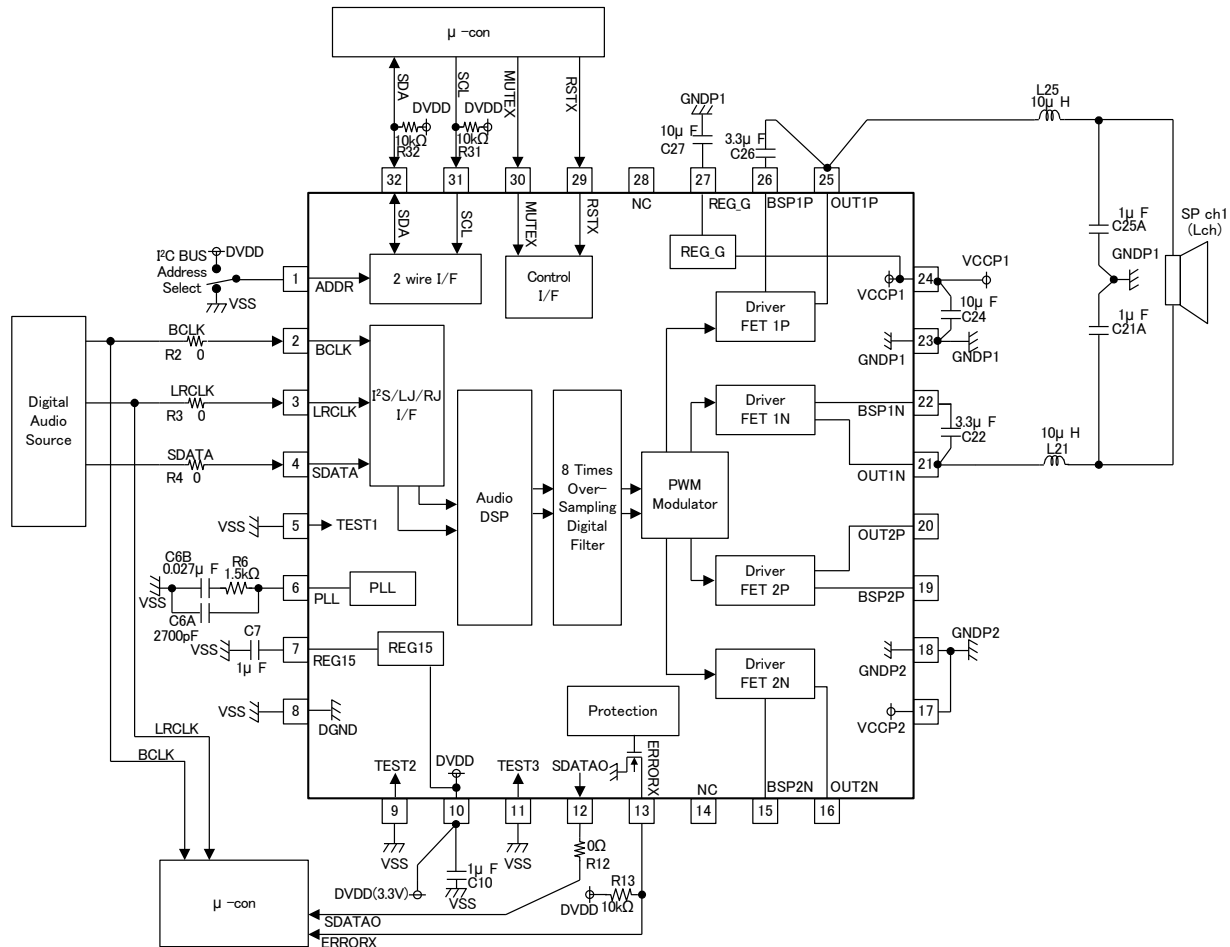 μ-con
SDA
SCL
MUTEX
RSTX
DVDD
DVDD
10kΩ
R32
10kΩ
R31
GNDP1
10μ F
C27
3.3μ F
C26
L25
10μ H
32
31
30
29
28
27
26
25
NC
REG_G
BSP1P
OUT1P
SDA
SCL
MUTEX
RSTX
I²C BUS
Address
Select
DVDD
VSS
1
ADDR
2 wire I/F
Control
I/F
REG_G
VCCP1
24
VCCP1
10μ F
C24
1μ F
C25A
GNDP1
SP ch1
(Lch)
1μ F
C21A
Driver
FET 1P
GNDP1
23
GNDP1
Digital
Audio
Source
BCLK
R2 0
2
BCLK
LRCLK
R3 0
3
LRCLK
SDATA
R4 0
4
SDATA
I²S/LJ/RJ
I/F
Driver
FET 1N
22
BSP1N
3.3μ F
C22
21
OUT1N
10μ H
L21
Audio
DSP
8 Times
Over-
Sampling
Digital
Filter
PWM
Modulator
VSS
5
TEST1
20
OUT2P
C6B
0.027μ F
R6
1.5kΩ
VSS
C6A
2700pF
6
PLL
PLL
Driver
FET 2P
19
BSP2P
C7
VSS
1μ F
7
REG15
REG15
18
GNDP2
GNDP2
Driver
FET 2N
17
VCCP2
VSS
8
DGND
Protection
LRCLK
BCLK
TEST2
DVDD
TEST3
SDATAO
ERRORX
NC
BSP2N
OUT2N
9
10
11
12
13
14
15
16
VSS
1μ F
C10
VSS
VSS
DVDD(3.3V)
0Ω
R12
R13
10kΩ
DVDD
μ-con
SDATAO
ERRORX